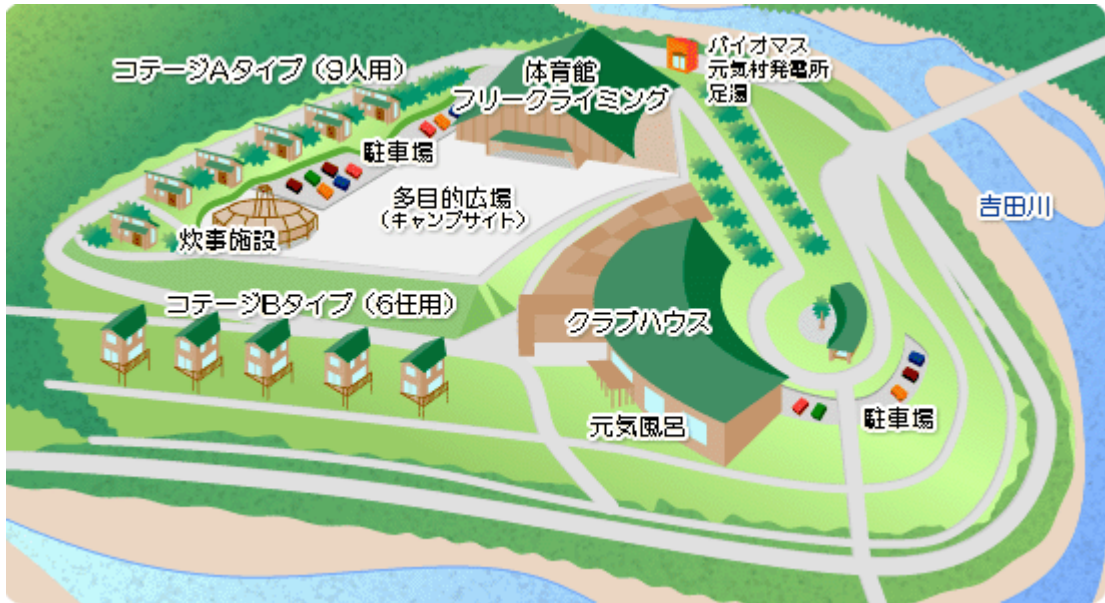 コテージAタイプ（9人用）
体育館
フリークライミング
バイオマス
元気村発電所
足湯
駐車場
多目的広場
（キャンプサイト）
吉田川
炊事施設
コテージBタイプ（6任用）
クラブハウス
元気風呂
駐車場